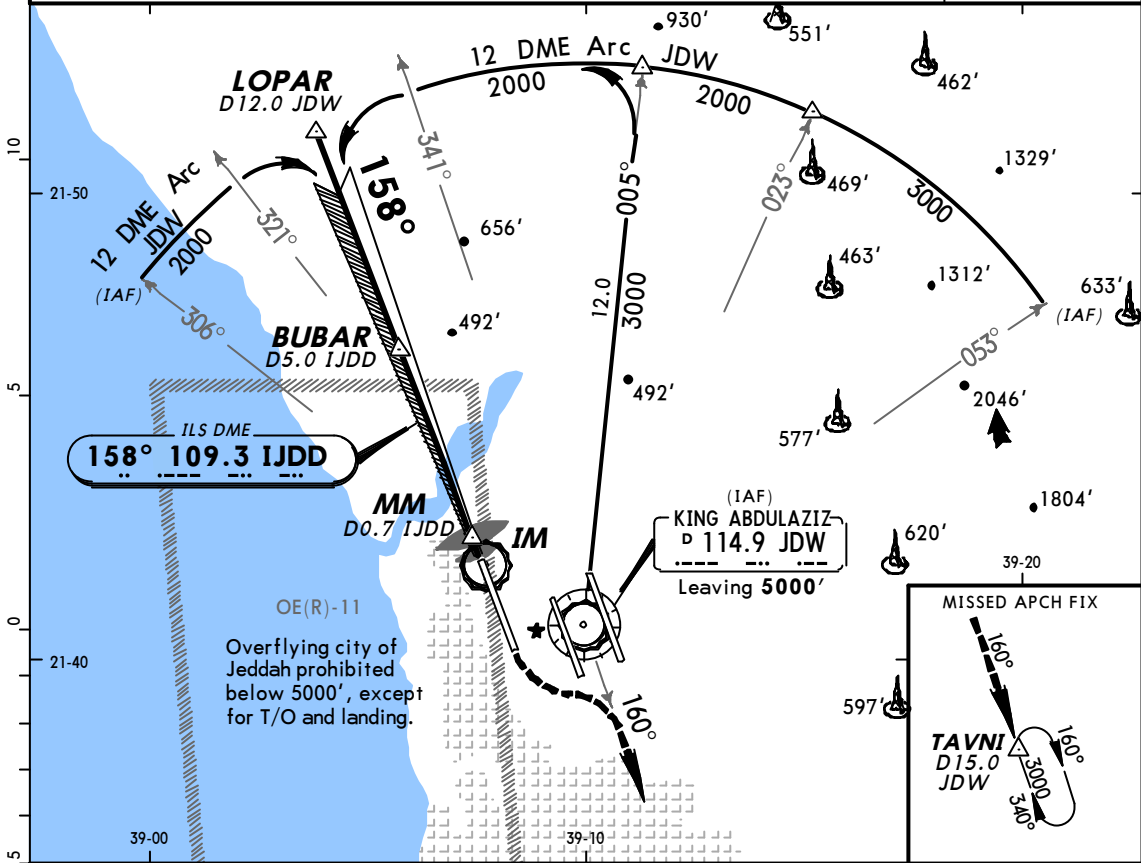 930'
551'
462'
12 DME Arc JDW
2000
2000
3000
LOPAR
D12.0 JDW
10
21-50
12 DME Arc
JDW
2000
(IAF)
321°
306°
158°
341°
656'
005°
12.0
3000
023°
469'
1329'
463'
1312'
633'
(IAF)
053°
2046'
BUBAR
D5.0 IJDD
492'
492'
577'
5
ILS DME
158° 109.3 IJDD
MM
D0.7 IJDD
IM
(IAF)
KING ABDULAZIZ
D 114.9 JDW
Leaving 5000'
1804'
620'
39-20
OE(R)-11
0
21-40
Overflying city of
Jeddah prohibited
below 5000', except
for T/O and landing.
160°
597'
MISSED APCH FIX
160°
TAVNI
D15.0
JDW
160°
3000
340°
39-00
39-10
5